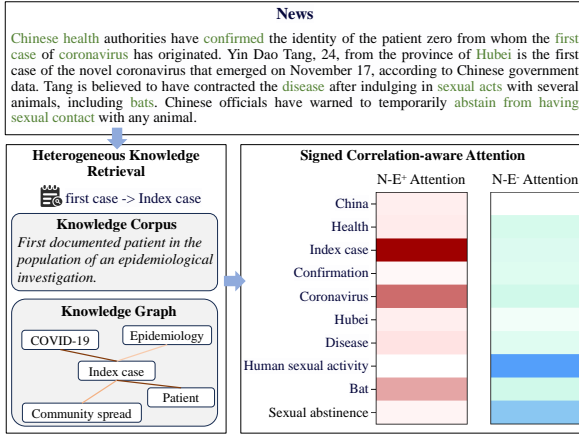 News
Chinese health authorities have confirmed the identity of the patient zero from whom the first
case of coronavirus has originated. Yin Dao Tang, 24, from the province of Hubei is the first
case of the novel coronavirus that emerged on November 17, according to Chinese government
data. Tang is believed to have contracted the disease after indulging in sexual acts with several
animals, including bats. Chinese officials have warned to temporarily abstain from having
sexual contact with any animal.
Heterogeneous Knowledge
Retrieval
first case -> Index case
Knowledge Corpus
First documented patient in the
population of an epidemiological
investigation.
Knowledge Graph
COVID-19
Epidemiology
Index case
Patient
Community spread
Signed Correlation-aware Attention
N-E⁺ Attention
N-E⁻ Attention
China
Health
Index case
Confirmation
Coronavirus
Hubei
Disease
Human sexual activity
Bat
Sexual abstinence